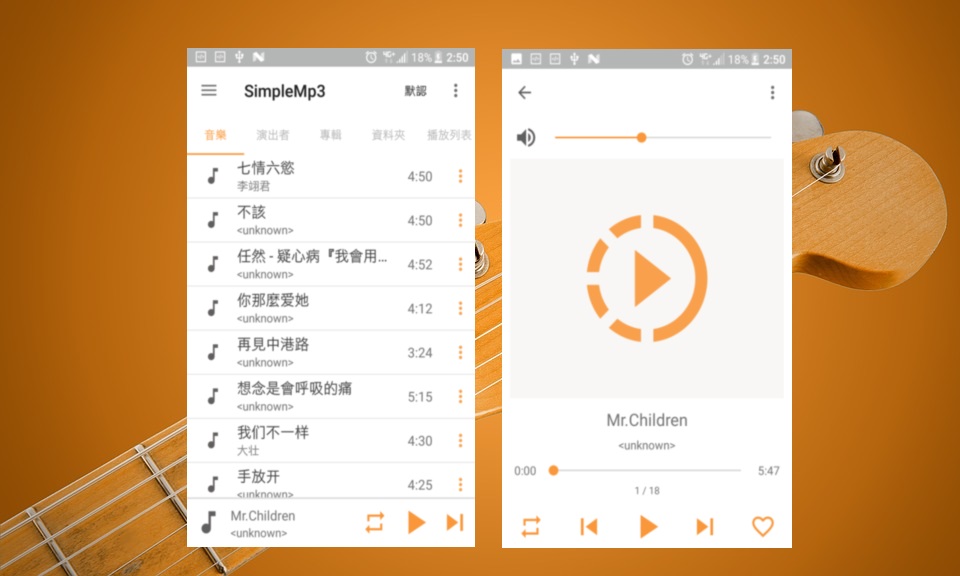 18% 2:50
SimpleMp3 默認
音樂 演出者 專輯 資料夾 播放列表
七情六慾
李翊君
4:50
不該
<unknown>
4:50
任然 - 疑心病『我會用...
<unknown>
4:52
你那麼爱她
<unknown>
4:12
再見中港路
<unknown>
3:24
想念是會呼吸的痛
<unknown>
5:15
我们不一样
大壮
4:30
手放开
<unknown>
4:25
Mr.Children
<unknown>
18% 2:50
Mr.Children
<unknown>
0:00 5:47
1 / 18